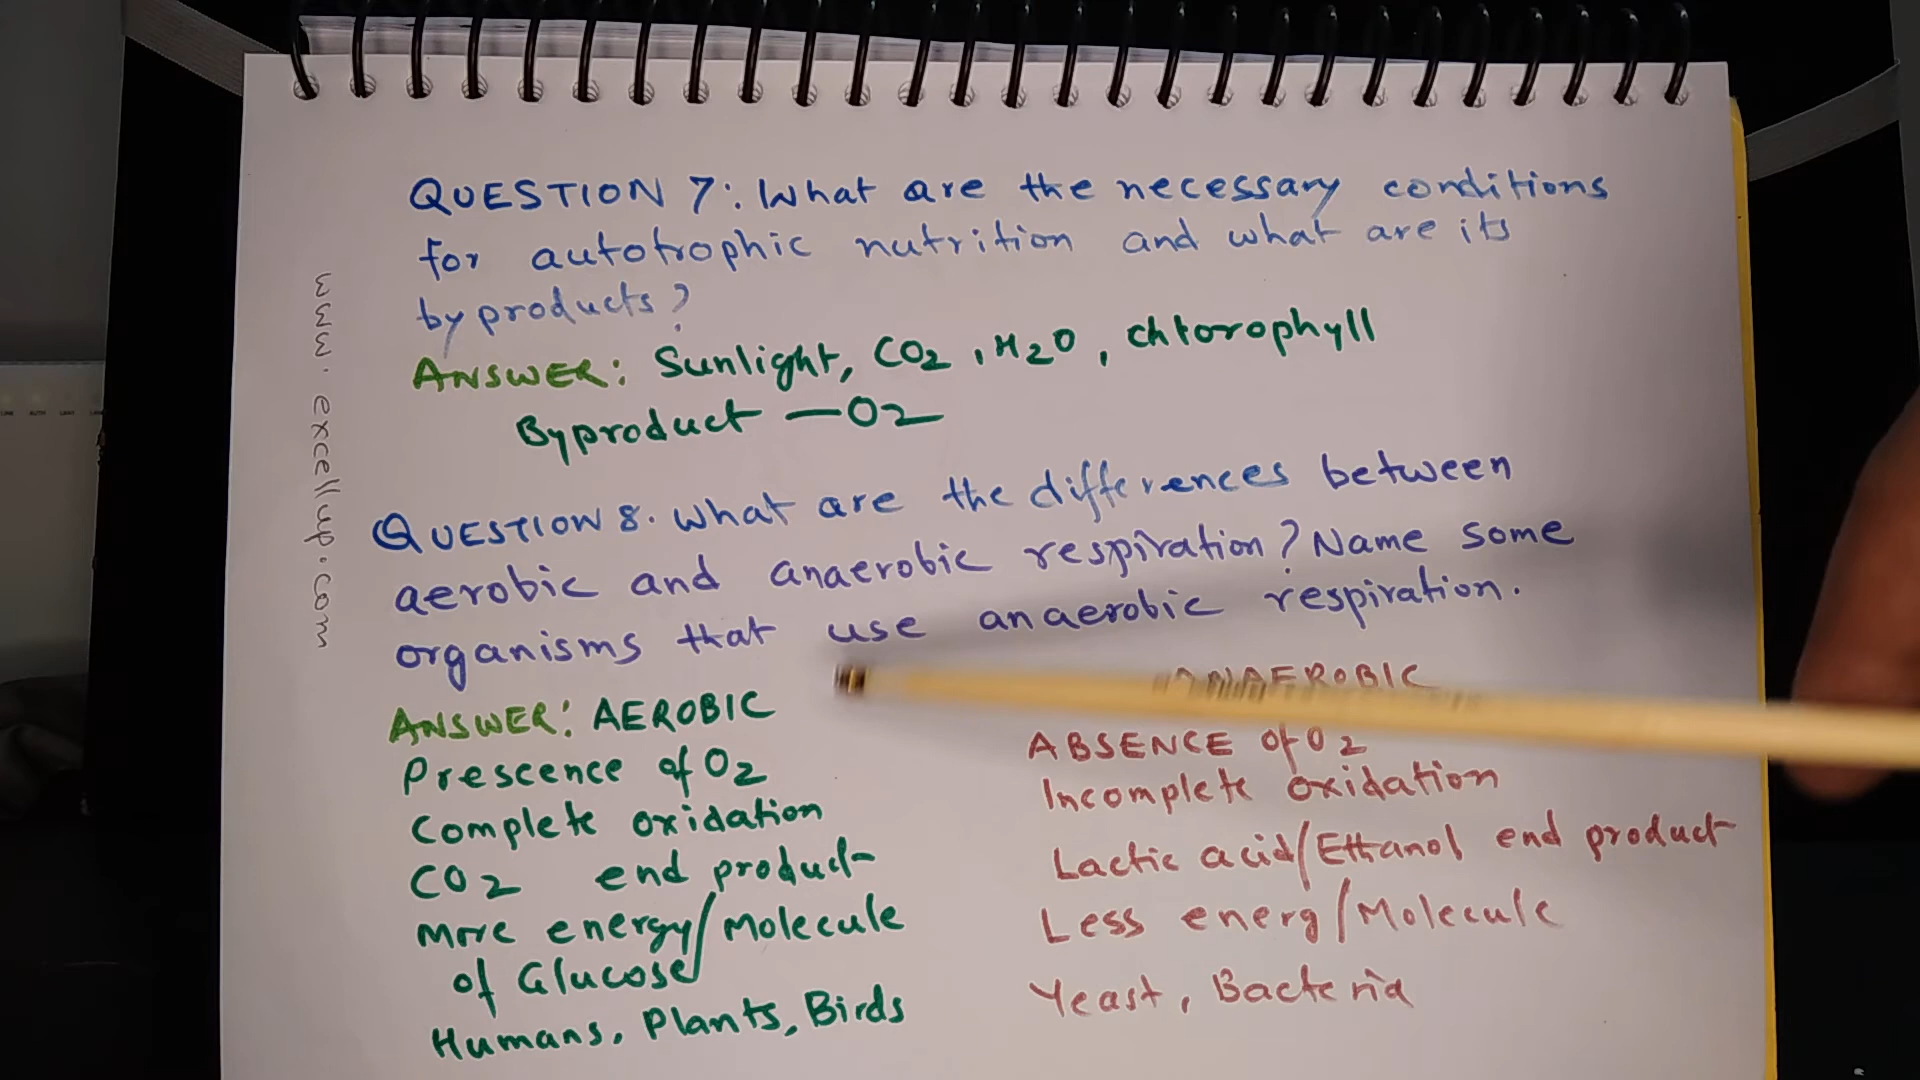 QUESTION 7: What are the necessary conditions
for autotrophic nutrition and what are its
byproducts?
ANSWER: Sunlight, CO2, H2O, chlorophyll
Byproduct — O2
QUESTION 8. What are the differences between
aerobic and anaerobic respiration? Name some
organisms that use anaerobic respiration.
ANSWER: AEROBIC
Prescence of O2
Complete oxidation
CO2 end product
More energy/Molecule
of Glucose
Humans, Plants, Birds
ANAEROBIC
ABSENCE of O2
Incomplete oxidation
Lactic acid/Ethanol end product
Less energ/Molecule
Yeast, Bacteria
www.excellup.com